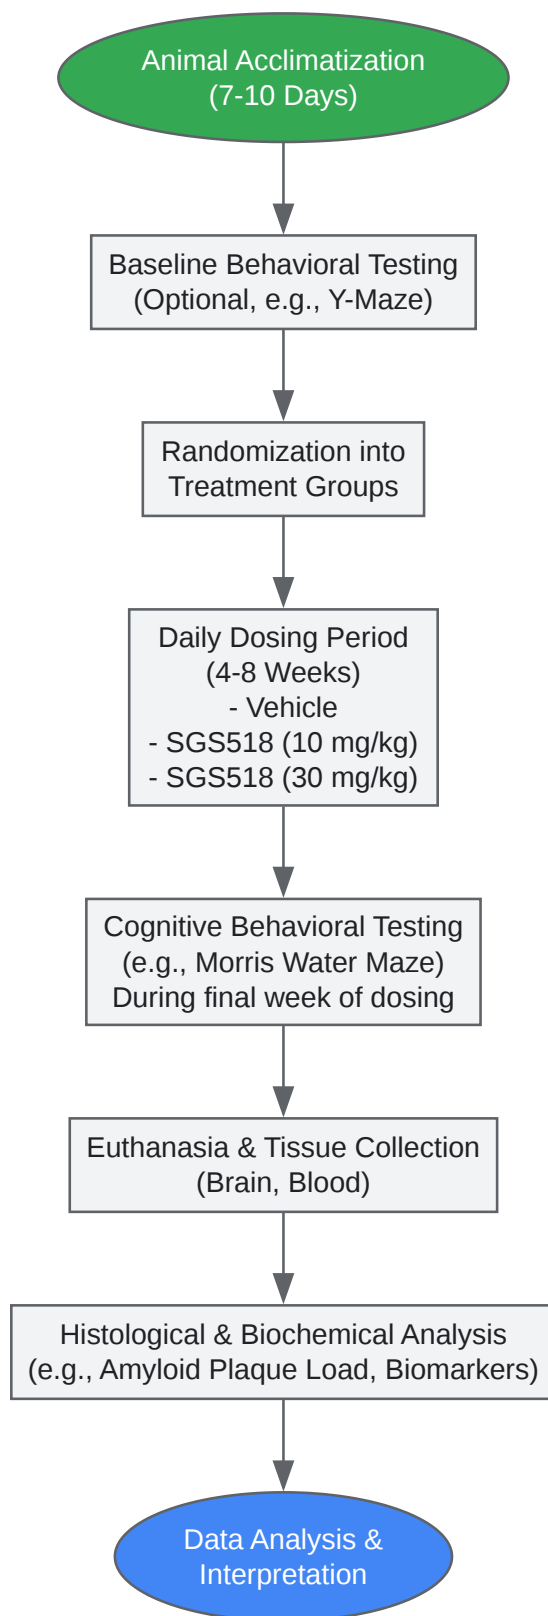 Animal Acclimatization
(7-10 Days)
Baseline Behavioral Testing
(Optional, e.g., Y-Maze)
Randomization into
Treatment Groups
Daily Dosing Period
(4-8 Weeks)
- Vehicle
- SGS518 (10 mg/kg)
- SGS518 (30 mg/kg)
Cognitive Behavioral Testing
(e.g., Morris Water Maze)
During final week of dosing
Euthanasia & Tissue Collection
(Brain, Blood)
Histological & Biochemical Analysis
(e.g., Amyloid Plaque Load, Biomarkers)
Data Analysis &
Interpretation